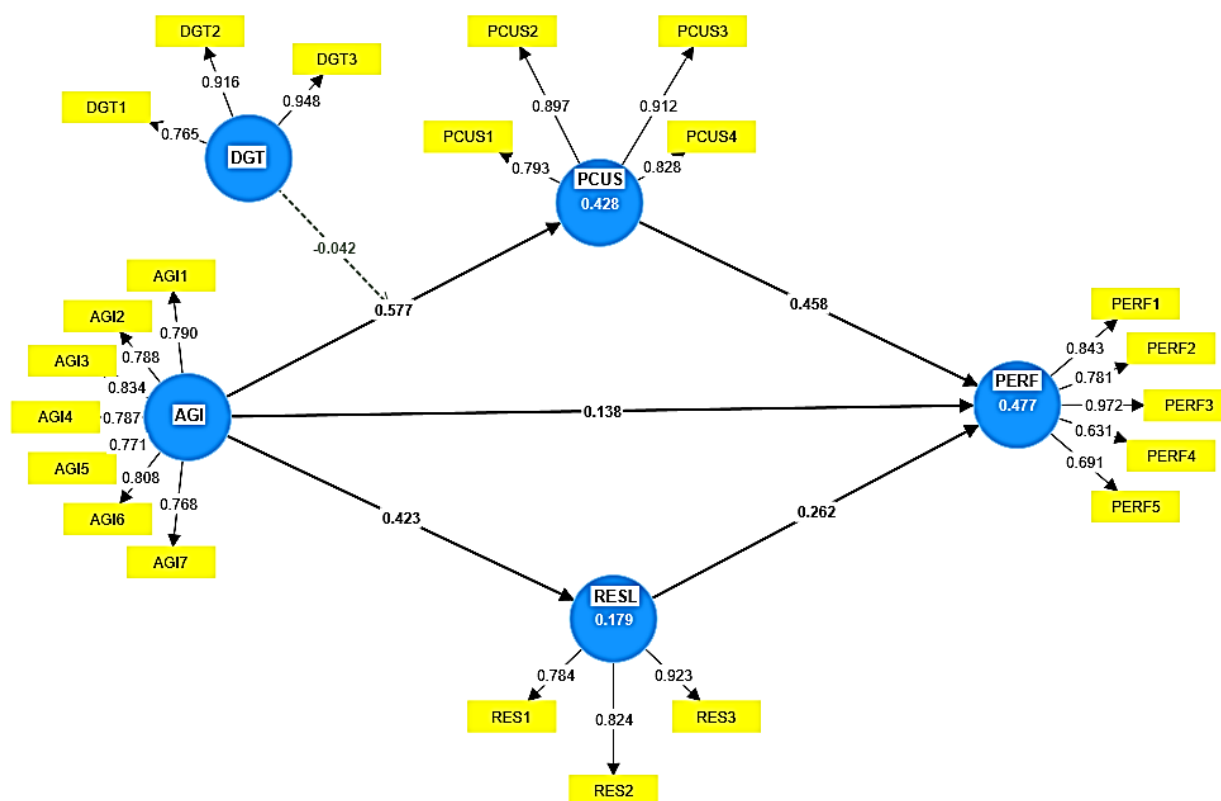 DGT2
DGT3
DGT1
0.916
0.948
0.765
DGT
-0.042
PCUS2
PCUS3
PCUS1
PCUS4
0.897
0.912
0.793
0.828
PCUS
0.428
AGI1
AGI2
AGI3
AGI4
AGI5
AGI6
AGI7
0.790
0.788
0.834
0.787
0.771
0.808
0.768
AGI
0.577
0.138
0.423
0.458
0.262
PERF
0.477
PERF1
PERF2
PERF3
PERF4
PERF5
0.843
0.781
0.972
0.631
0.691
RESL
0.179
0.784
0.824
0.923
RES1
RES2
RES3